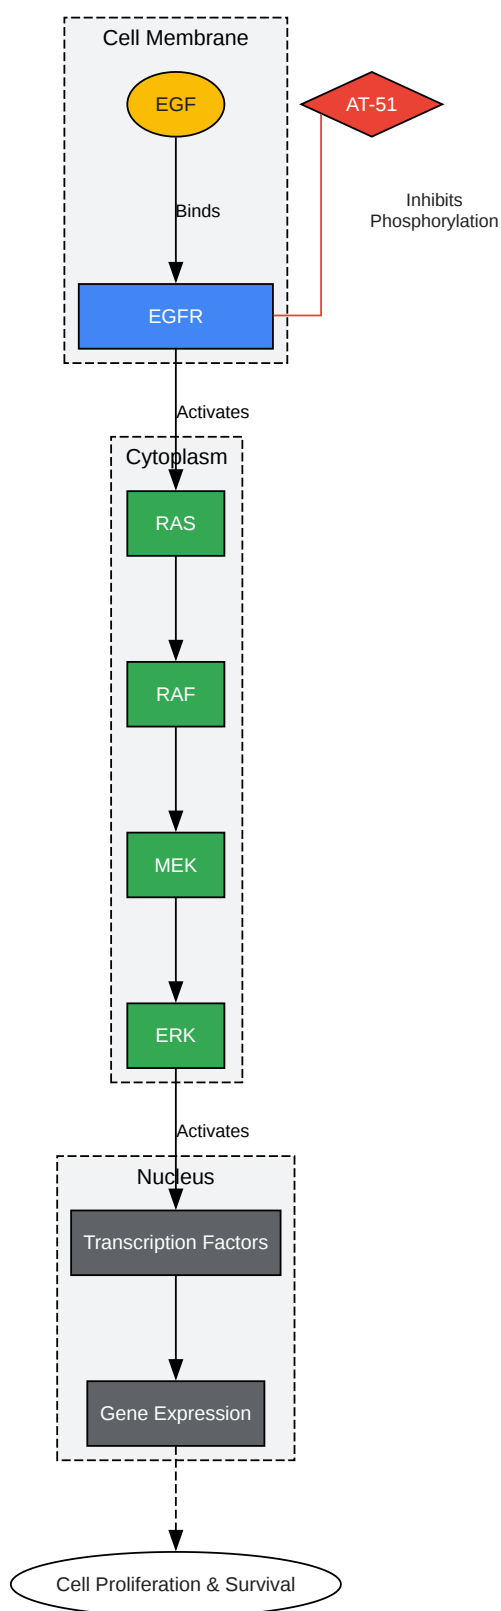 Cell Membrane
EGF
AT-51
Binds
Inhibits
Phosphorylation
EGFR
Activates
Cytoplasm
RAS
RAF
MEK
ERK
Activates
Nucleus
Transcription Factors
Gene Expression
Cell Proliferation & Survival